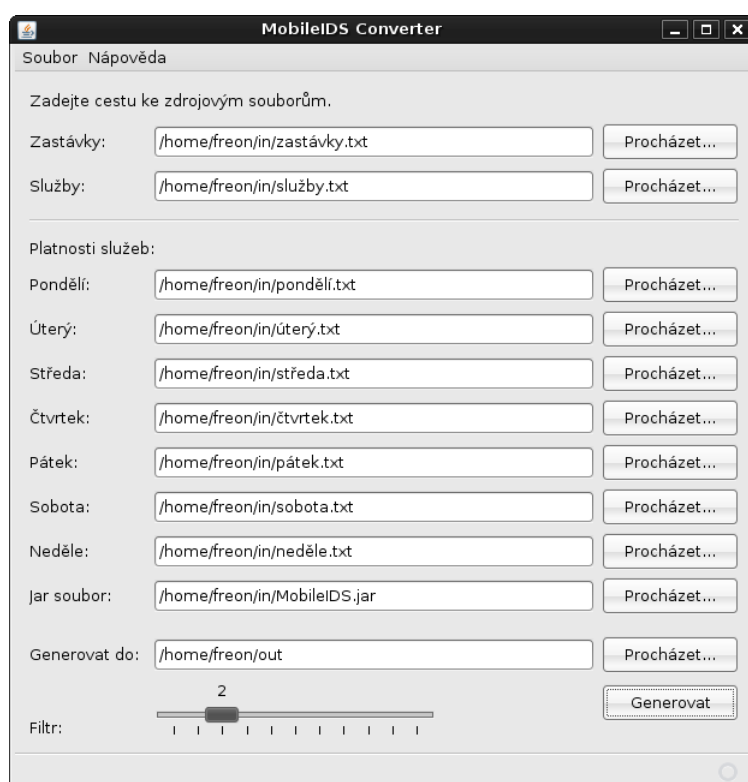 MobileIDS Converter
Soubor Nápověda
Zadejte cestu ke zdrojovým souborům.
Zastávky: /home/freon/in/zastávky.txt Procházet...
Služby: /home/freon/in/služby.txt Procházet...
Platnosti služeb:
Pondělí: /home/freon/in/pondělí.txt Procházet...
Úterý: /home/freon/in/úterý.txt Procházet...
Středa: /home/freon/in/středa.txt Procházet...
Čtvrtek: /home/freon/in/čtvrtek.txt Procházet...
Pátek: /home/freon/in/pátek.txt Procházet...
Sobota: /home/freon/in/sobota.txt Procházet...
Neděle: /home/freon/in/neděle.txt Procházet...
Jar soubor: /home/freon/in/MobileIDS.jar Procházet...
Generovat do: /home/freon/out Procházet...
2
Generovat
Filtr: